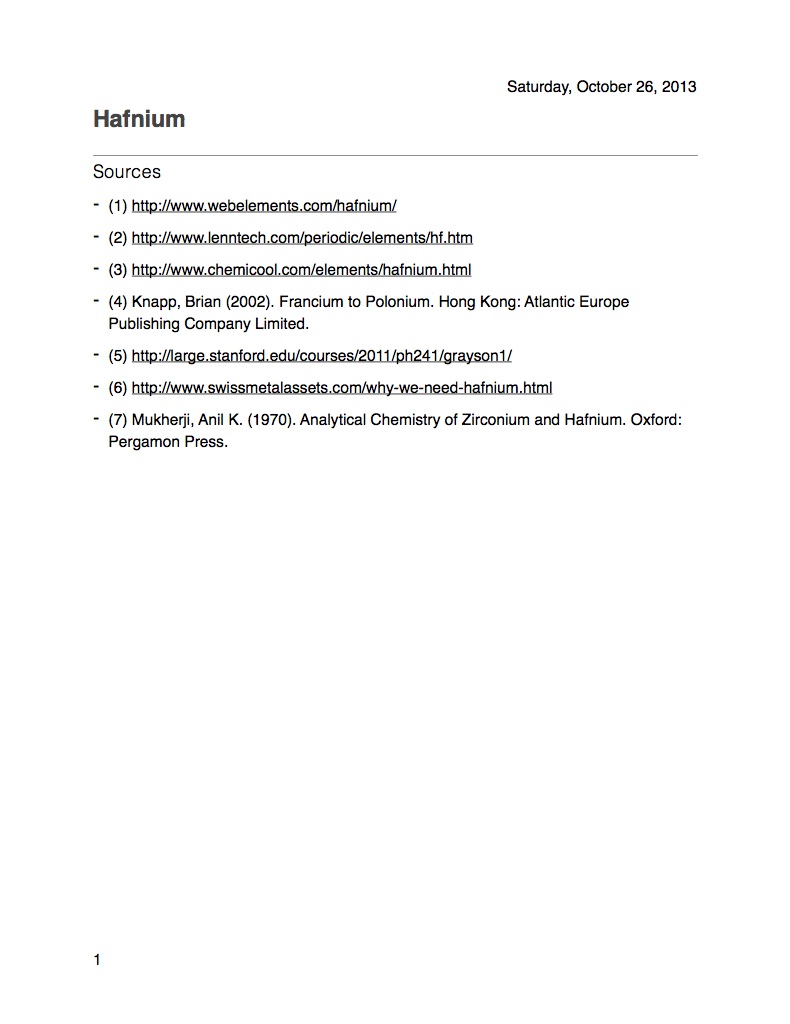 Saturday, October 26, 2013
Hafnium
Sources
- (1) http://www.webelements.com/hafnium/
- (2) http://www.lenntech.com/periodic/elements/hf.htm
- (3) http://www.chemicool.com/elements/hafnium.html
- (4) Knapp, Brian (2002). Francium to Polonium. Hong Kong: Atlantic Europe
Publishing Company Limited.
- (5) http://large.stanford.edu/courses/2011/ph241/grayson1/
- (6) http://www.swissmetalassets.com/why-we-need-hafnium.html
- (7) Mukherji, Anil K. (1970). Analytical Chemistry of Zirconium and Hafnium. Oxford:
Pergamon Press.
1